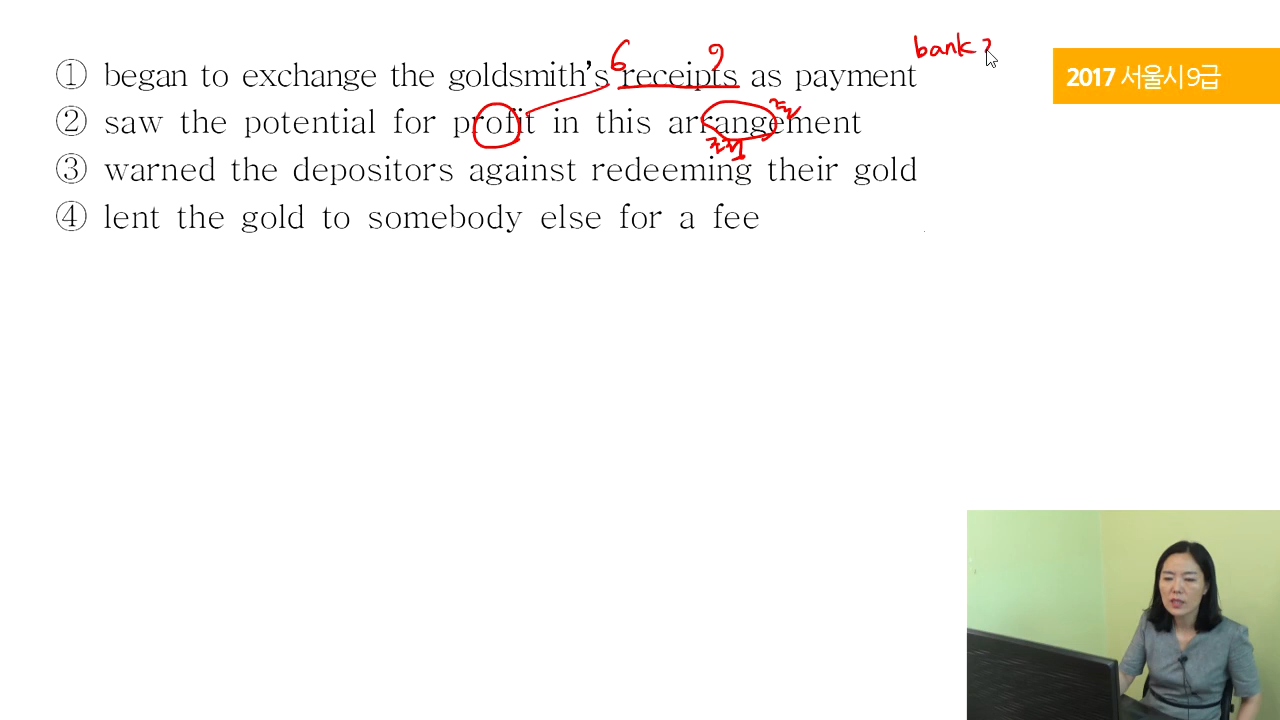 bank
2017 서울시 9급
6 9
① began to exchange the goldsmith's receipts as payment
② saw the potential for profit in this arrangement
③ warned the depositors against redeeming their gold
④ lent the gold to somebody else for a fee